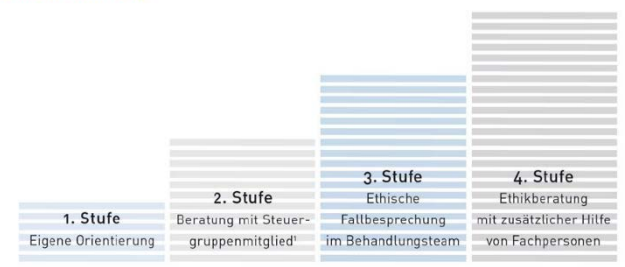 1. Stufe
Eigene Orientierung
2. Stufe
Beratung mit Steuer-
gruppenmitglied¹
3. Stufe
Ethische
Fallbesprechung
im Behandlungsteam
4. Stufe
Ethikberatung
mit zusätzlicher Hilfe
von Fachpersonen